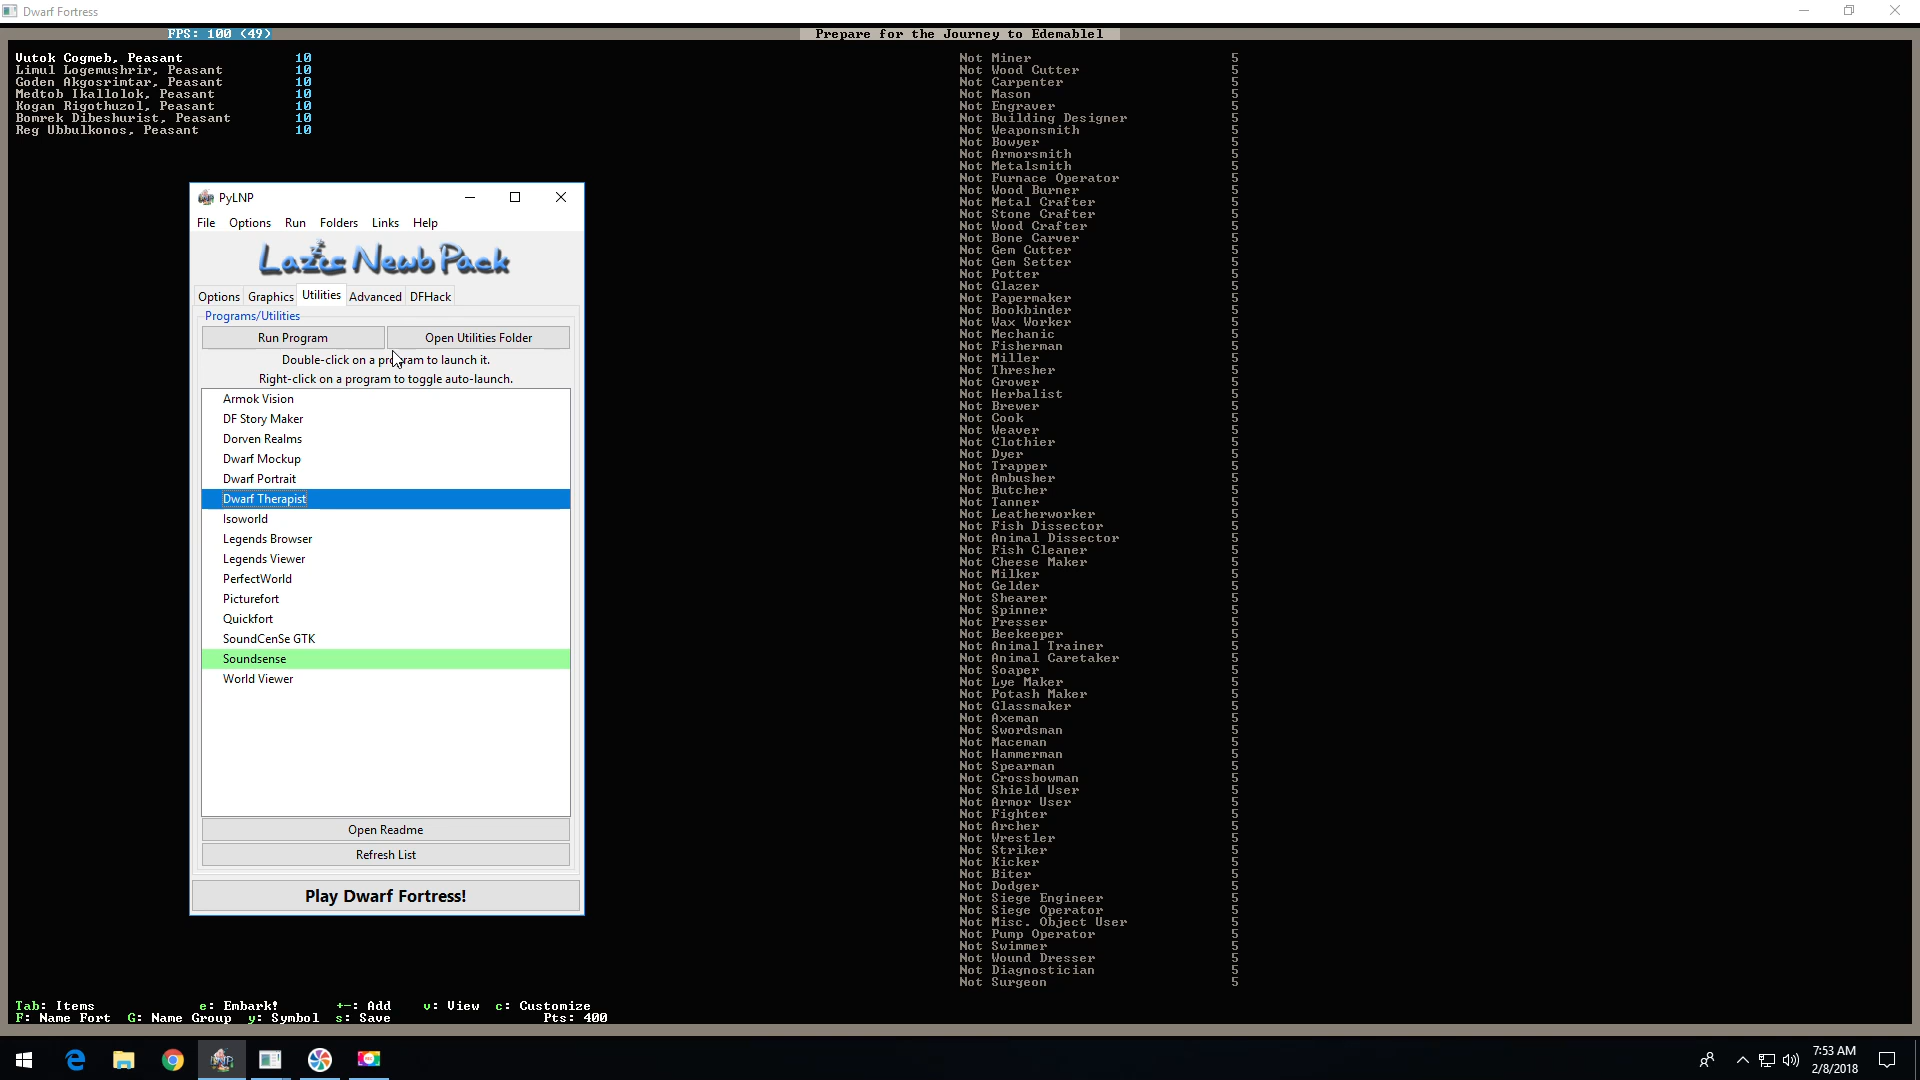 Dwarf Fortress
FPS: 100 (49)
Prepare for the Journey to Edemable1
Vutok Cogmeb, Peasant 10
Limul Logemushrir, Peasant 10
Goden Akgosrimtar, Peasant 10
Medtob Ikallolok, Peasant 10
Kogan Rigothuzol, Peasant 10
Bomrek Dibeshurist, Peasant 10
Reg Ubbulkonos, Peasant 10
PyLNP
File Options Run Folders Links Help
Lazy Newb Pack
Options Graphics Utilities Advanced DFHack
Programs/Utilities
Run Program Open Utilities Folder
Double-click on a program to launch it.
Right-click on a program to toggle auto-launch.
Armok Vision
DF Story Maker
Dorven Realms
Dwarf Mockup
Dwarf Portrait
Dwarf Therapist
Isoworld
Legends Browser
Legends Viewer
PerfectWorld
Picturefort
Quickfort
SoundCenSe GTK
Soundsense
World Viewer
Open Readme
Refresh List
Play Dwarf Fortress!
Not Miner 5
Not Wood Cutter 5
Not Carpenter 5
Not Mason 5
Not Engraver 5
Not Building Designer 5
Not Weaponsmith 5
Not Bowyer 5
Not Armorsmith 5
Not Metalsmith 5
Not Furnace Operator 5
Not Wood Burner 5
Not Metal Crafter 5
Not Stone Crafter 5
Not Wood Crafter 5
Not Bone Carver 5
Not Gem Cutter 5
Not Gem Setter 5
Not Potter 5
Not Glazer 5
Not Papermaker 5
Not Bookbinder 5
Not Wax Worker 5
Not Mechanic 5
Not Fisherman 5
Not Miller 5
Not Thresher 5
Not Grower 5
Not Herbalist 5
Not Brewer 5
Not Cook 5
Not Weaver 5
Not Clothier 5
Not Dyer 5
Not Trapper 5
Not Ambusher 5
Not Butcher 5
Not Tanner 5
Not Leatherworker 5
Not Fish Dissector 5
Not Animal Dissector 5
Not Fish Cleaner 5
Not Cheese Maker 5
Not Milker 5
Not Gelder 5
Not Shearer 5
Not Spinner 5
Not Presser 5
Not Beekeeper 5
Not Animal Trainer 5
Not Animal Caretaker 5
Not Soaper 5
Not Lye Maker 5
Not Potash Maker 5
Not Glassmaker 5
Not Axeman 5
Not Swordsman 5
Not Maceman 5
Not Hammerman 5
Not Spearman 5
Not Crossbowman 5
Not Shield User 5
Not Armor User 5
Not Fighter 5
Not Archer 5
Not Wrestler 5
Not Striker 5
Not Kicker 5
Not Biter 5
Not Dodger 5
Not Siege Engineer 5
Not Siege Operator 5
Not Misc. Object User 5
Not Pump Operator 5
Not Swimmer 5
Not Wound Dresser 5
Not Diagnostician 5
Not Surgeon 5
Tab: Items e: Embark! +-: Add v: View c: Customize
F: Name Fort G: Name Group y: Symbol s: Save Pts: 400
7:53 AM
2/8/2018